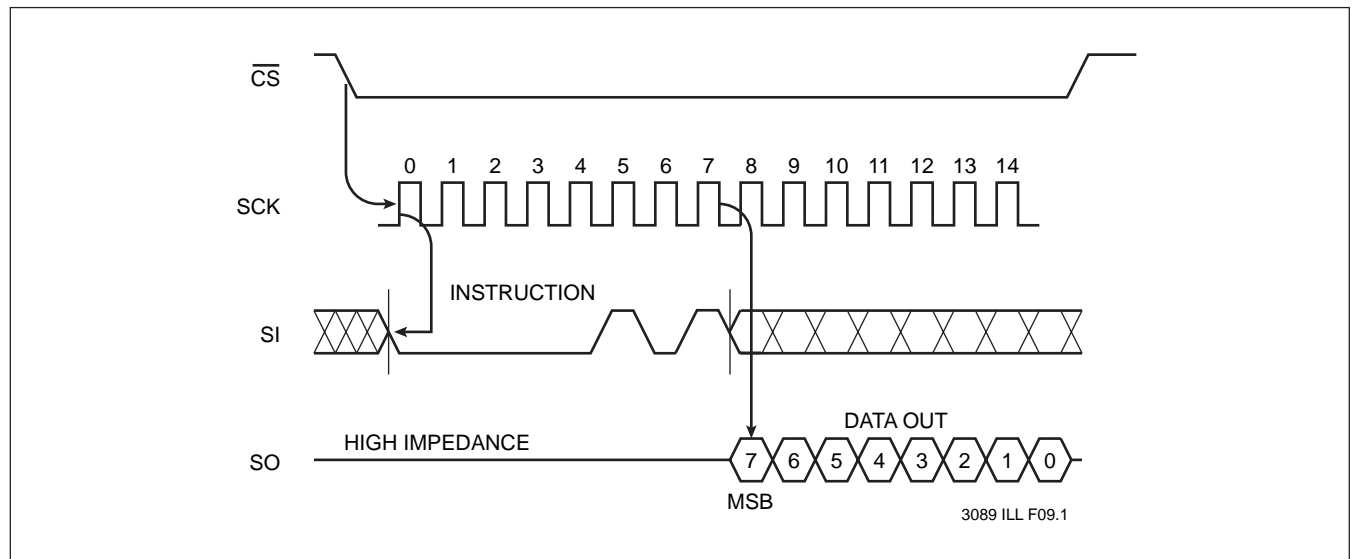 CS
0 1 2 3 4 5 6 7 8 9 10 11 12 13 14
SCK
INSTRUCTION
SI
DATA OUT
HIGH IMPEDANCE
SO
7 6 5 4 3 2 1 0
MSB
3089 ILL F09.1